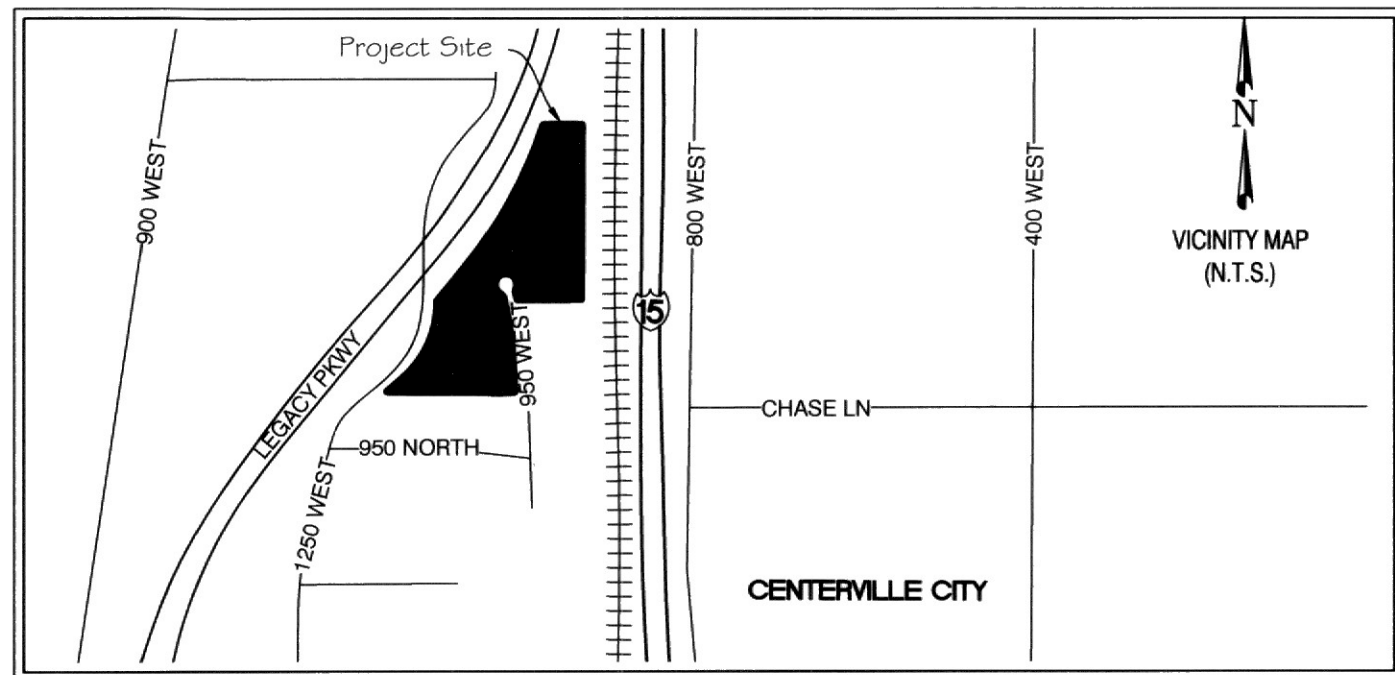 Project Site
900 WEST
800 WEST
400 WEST
N
VICINITY MAP
(N.T.S.)
15
950 WEST
LEGACY PKWY
CHASE LN
950 NORTH
1250 WEST
CENTERVILLE CITY